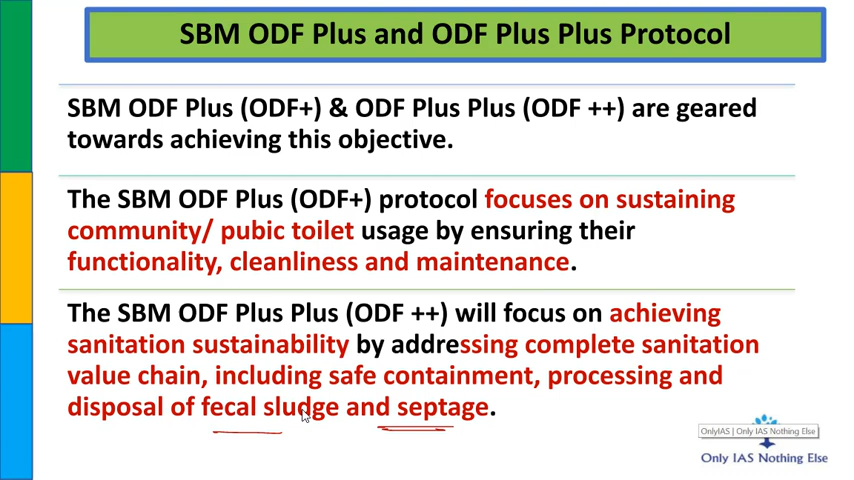 SBM ODF Plus and ODF Plus Plus Protocol
SBM ODF Plus (ODF+) & ODF Plus Plus (ODF ++) are geared
towards achieving this objective.
The SBM ODF Plus (ODF+) protocol focuses on sustaining
community/ pubic toilet usage by ensuring their
functionality, cleanliness and maintenance.
The SBM ODF Plus Plus (ODF ++) will focus on achieving
sanitation sustainability by addressing complete sanitation
value chain, including safe containment, processing and
disposal of fecal sludge and septage.
OnlyIAS | Only IAS Nothing Else
Only IAS Nothing Else